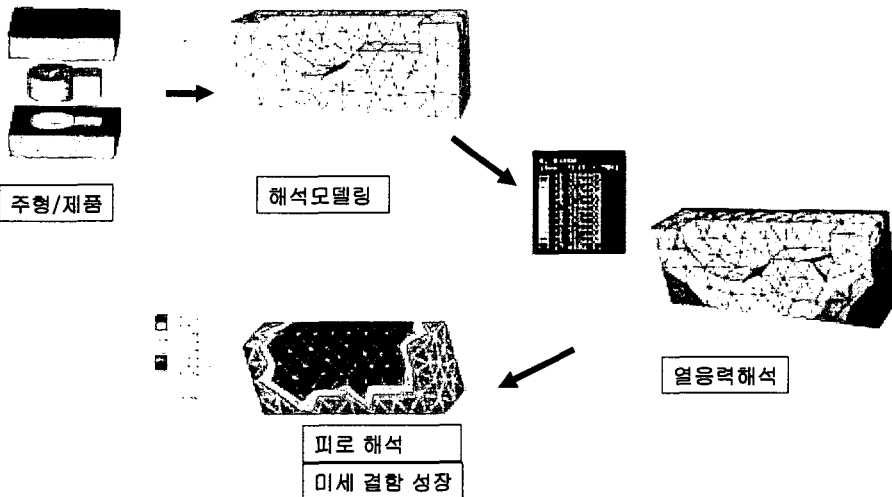 주형/제품
해석모델링
열응력해석
피로 해석
미세 결함 성장